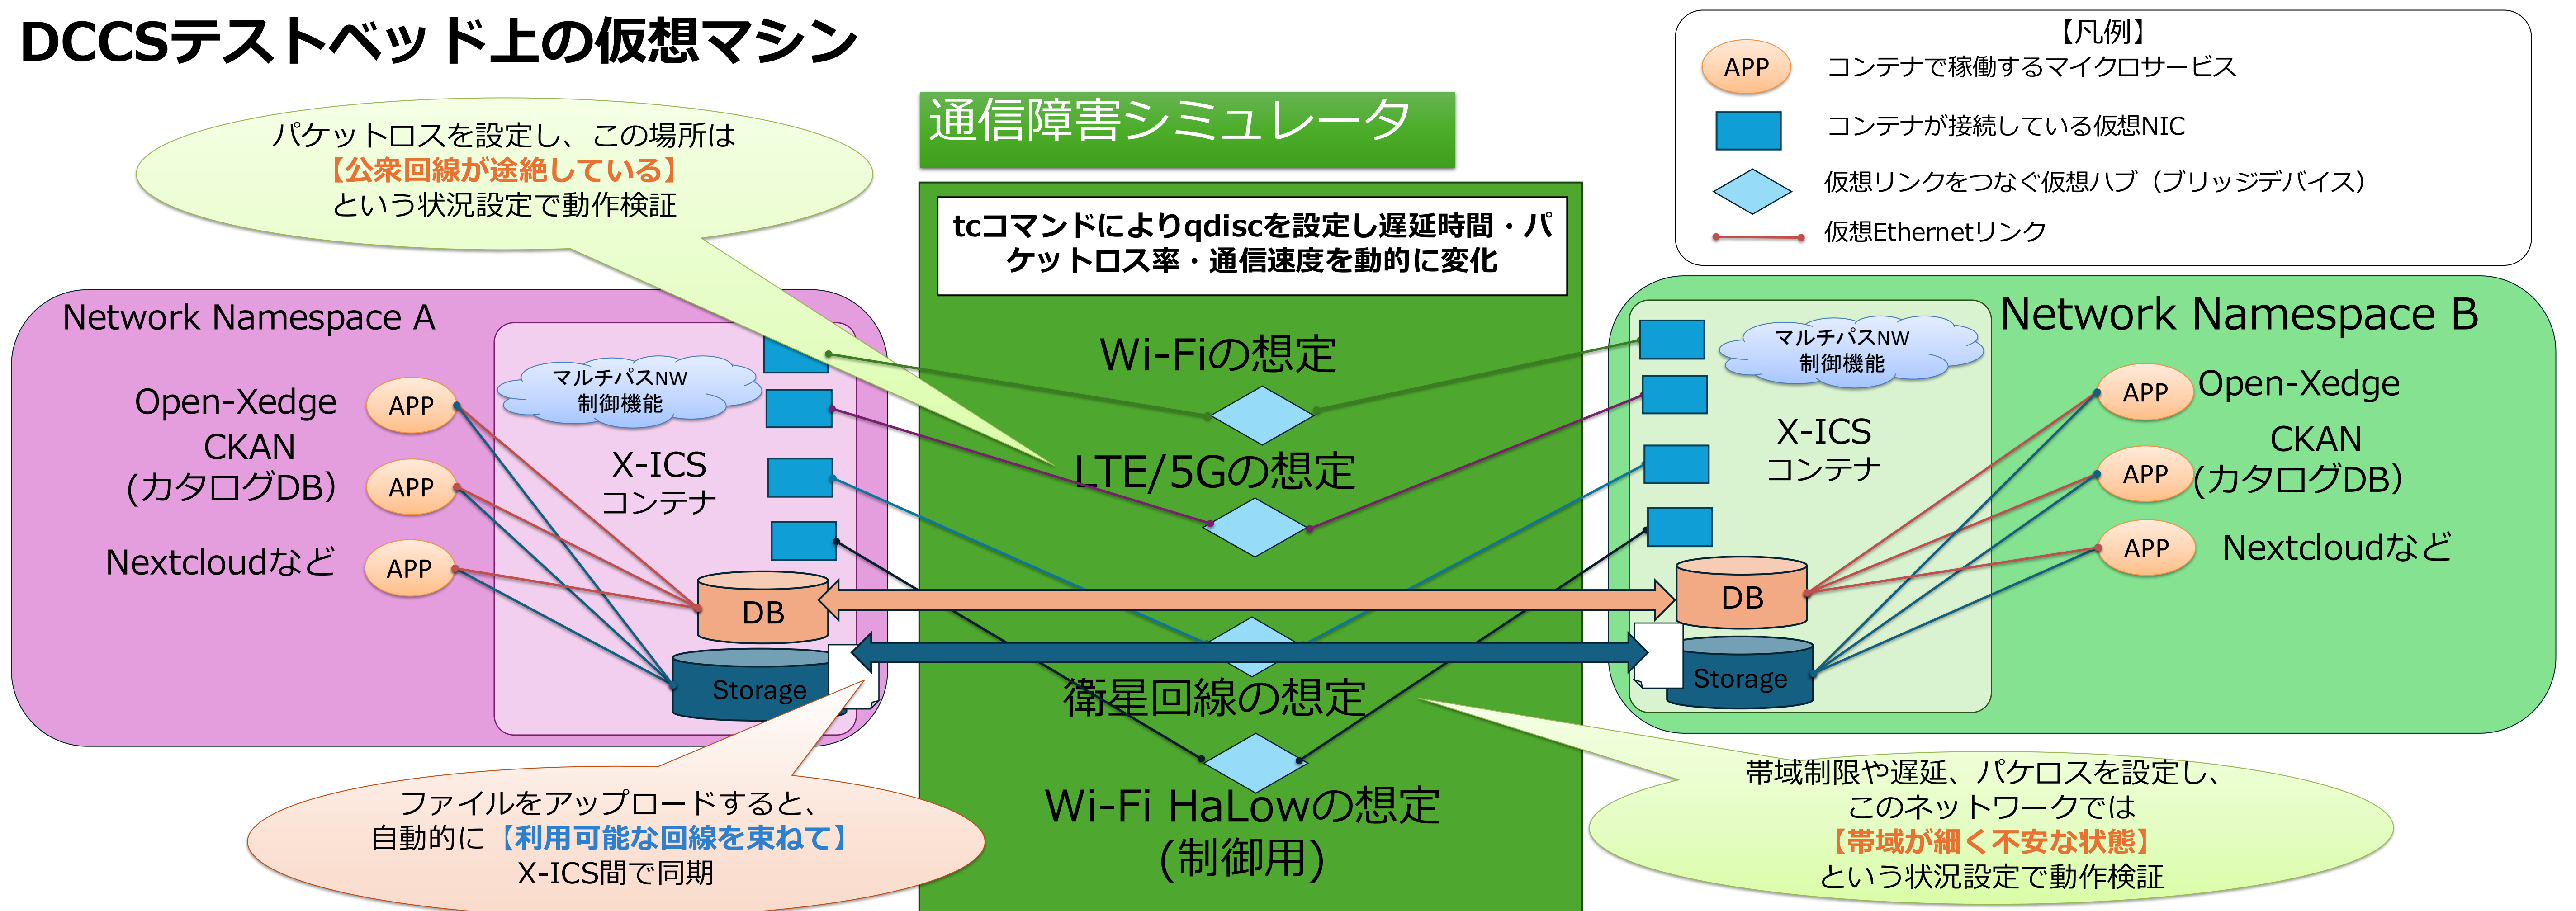 DCCSテストベッド上の仮想マシン
【凡例】
APP
コンテナで稼働するマイクロサービス
コンテナが接続している仮想NIC
仮想リンクをつなぐ仮想ハブ（ブリッジデバイス）
仮想Ethernetリンク
パケットロスを設定し、この場所は
【公衆回線が途絶している】
という状況設定で動作検証
通信障害シミュレータ
tcコマンドによりqdiscを設定し遅延時間・パ
ケットロス率・通信速度を動的に変化
Network Namespace A
マルチパスNW
制御機能
X-ICS
コンテナ
Open-Xedge
CKAN
(カタログDB）
Nextcloudなど
APP
APP
APP
DB
Storage
Wi-Fiの想定
LTE/5Gの想定
衛星回線の想定
Wi-Fi HaLowの想定
(制御用)
Network Namespace B
マルチパスNW
制御機能
X-ICS
コンテナ
APP
APP
APP
Open-Xedge
CKAN
(カタログDB）
Nextcloudなど
DB
Storage
ファイルをアップロードすると、
自動的に【利用可能な回線を束ねて】
X-ICS間で同期
帯域制限や遅延、パケロスを設定し、
このネットワークでは
【帯域が細く不安な状態】
という状況設定で動作検証